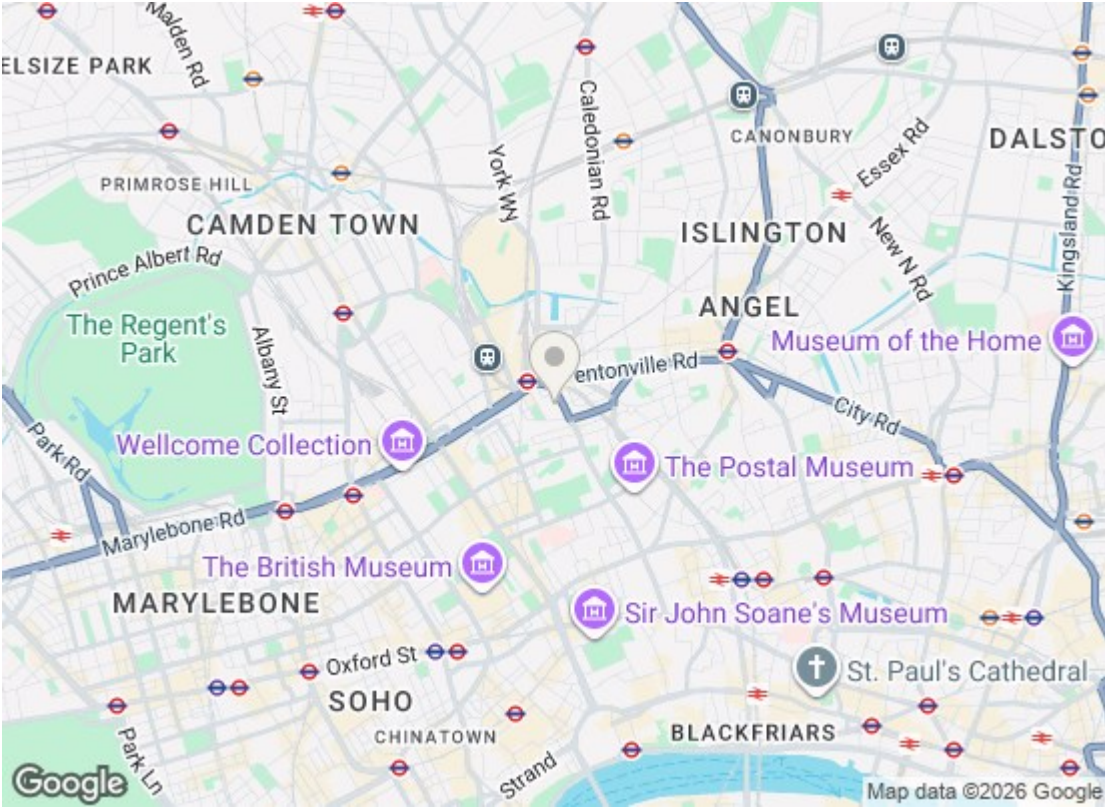 Malden Rd
ELSIZE PARK
Caledonian Rd
CANONBURY
Essex Rd
DALSTO
PRIMROSE HILL
York Wy
CAMDEN TOWN
ISLINGTON
New N Rd
Kingsland Rd
Prince Albert Rd
ANGEL
The Regent's
Park
Albany St
Museum of the Home
entonville Rd
City Rd
Park Rd
Wellcome Collection
The Postal Museum
Marylebone Rd
The British Museum
MARYLEBONE
Sir John Soane's Museum
Oxford St
St. Paul's Cathedral
SOHO
CHINATOWN
BLACKFRIARS
Park Ln
Strand
Google
Map data ©2026 Google